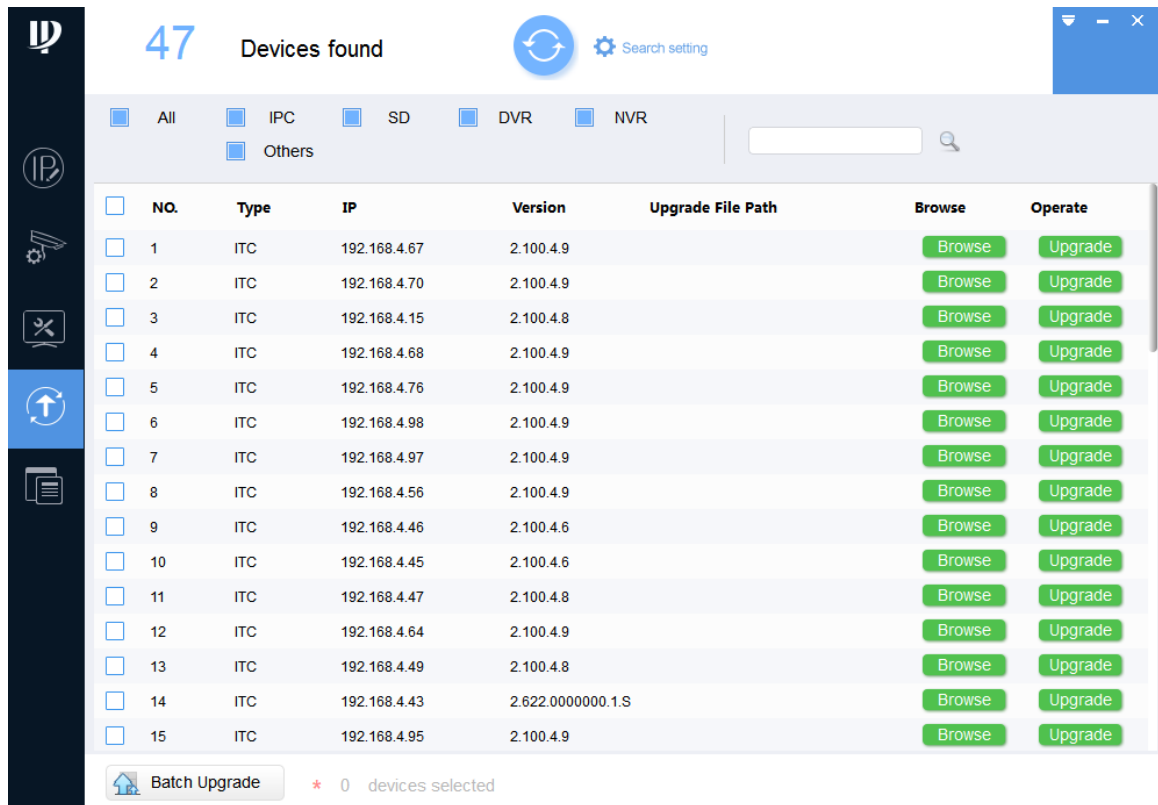 47 Devices found Search setting
All IPC SD DVR NVR
Others
NO. Type IP Version Upgrade File Path Browse Operate
1 ITC 192.168.4.67 2.100.4.9 Browse Upgrade
2 ITC 192.168.4.70 2.100.4.9 Browse Upgrade
3 ITC 192.168.4.15 2.100.4.8 Browse Upgrade
4 ITC 192.168.4.68 2.100.4.9 Browse Upgrade
5 ITC 192.168.4.76 2.100.4.9 Browse Upgrade
6 ITC 192.168.4.98 2.100.4.9 Browse Upgrade
7 ITC 192.168.4.97 2.100.4.9 Browse Upgrade
8 ITC 192.168.4.56 2.100.4.9 Browse Upgrade
9 ITC 192.168.4.46 2.100.4.6 Browse Upgrade
10 ITC 192.168.4.45 2.100.4.6 Browse Upgrade
11 ITC 192.168.4.47 2.100.4.8 Browse Upgrade
12 ITC 192.168.4.64 2.100.4.9 Browse Upgrade
13 ITC 192.168.4.49 2.100.4.8 Browse Upgrade
14 ITC 192.168.4.43 2.622.0000000.1.S Browse Upgrade
15 ITC 192.168.4.95 2.100.4.9 Browse Upgrade
Batch Upgrade * 0 devices selected